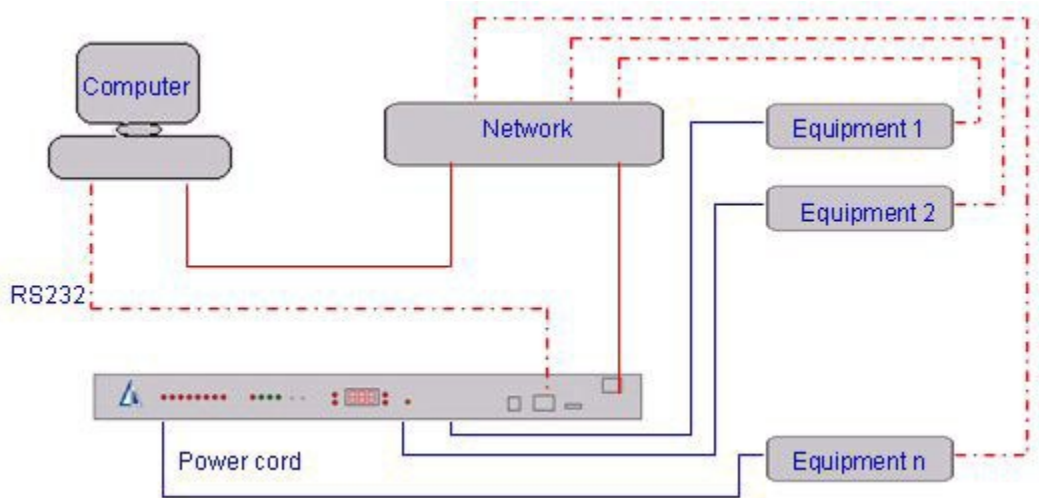 Computer
Network
Equipment 1
Equipment 2
RS232
Power cord
Equipment n